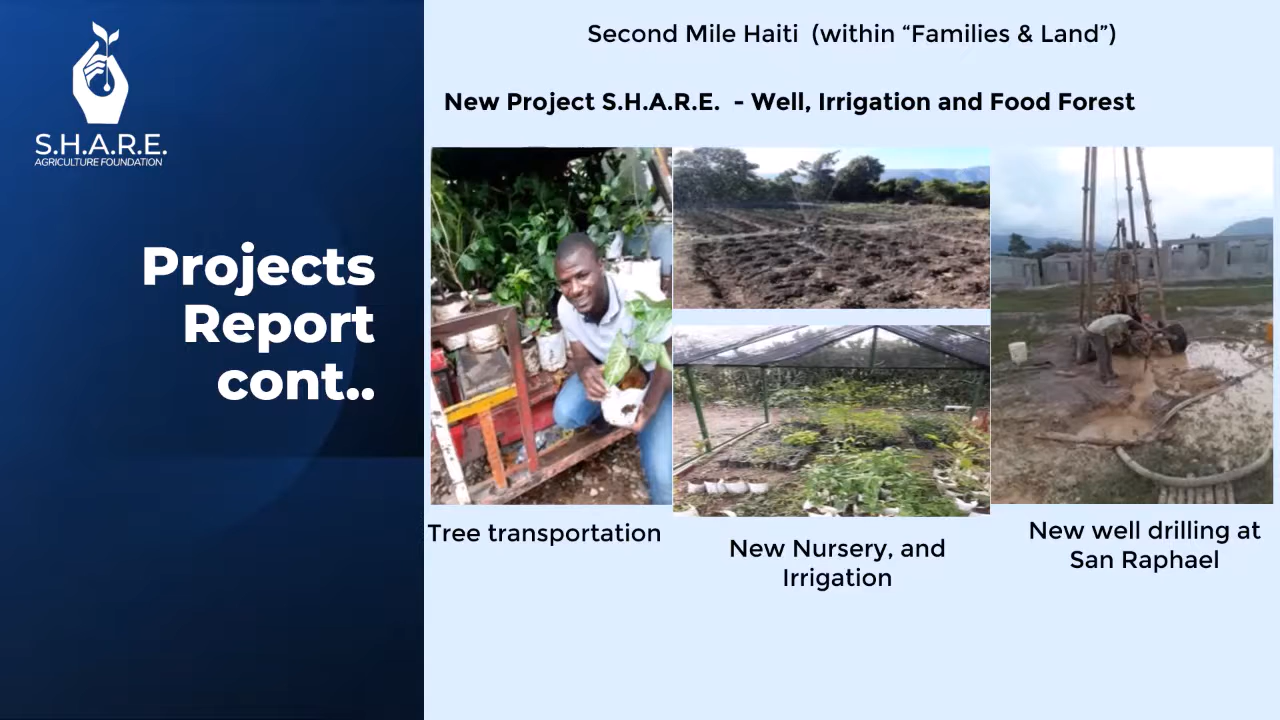 S.H.A.R.E.
AGRICULTURE FOUNDATION
Projects
Report
cont..
Second Mile Haiti (within “Families & Land”)
New Project S.H.A.R.E. - Well, Irrigation and Food Forest
Tree transportation
New Nursery, and
Irrigation
New well drilling at
San Raphael